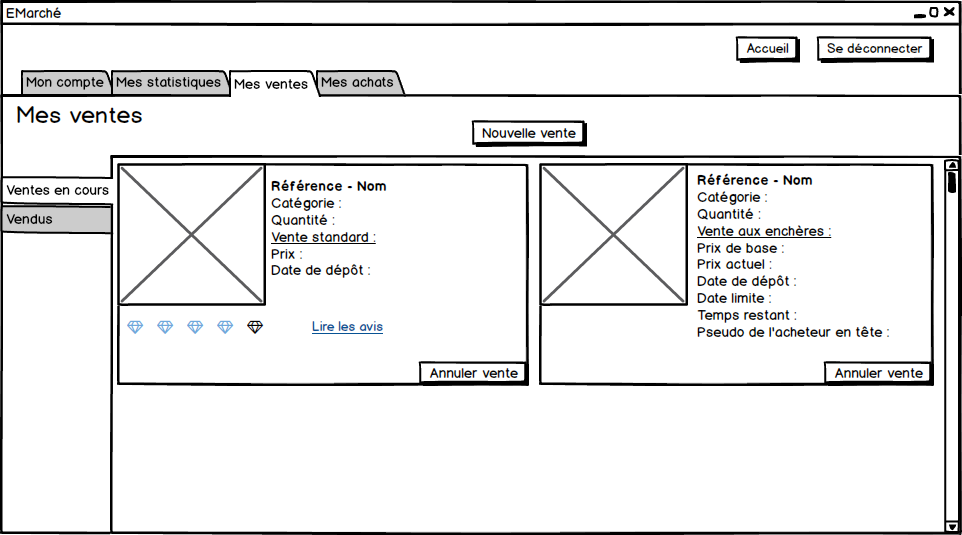 EMarché
Accueil
Se déconnecter
Mon compte
Mes statistiques
Mes ventes
Mes achats
Mes ventes
Nouvelle vente
Ventes en cours
Vendus
Référence - Nom
Catégorie :
Quantité :
Vente standard :
Prix :
Date de dépôt :
Lire les avis
Annuler vente
Référence - Nom
Catégorie :
Quantité :
Vente aux enchères :
Prix de base :
Prix actuel :
Date de dépôt :
Date limite :
Temps restant :
Pseudo de l'acheteur en tête :
Annuler vente